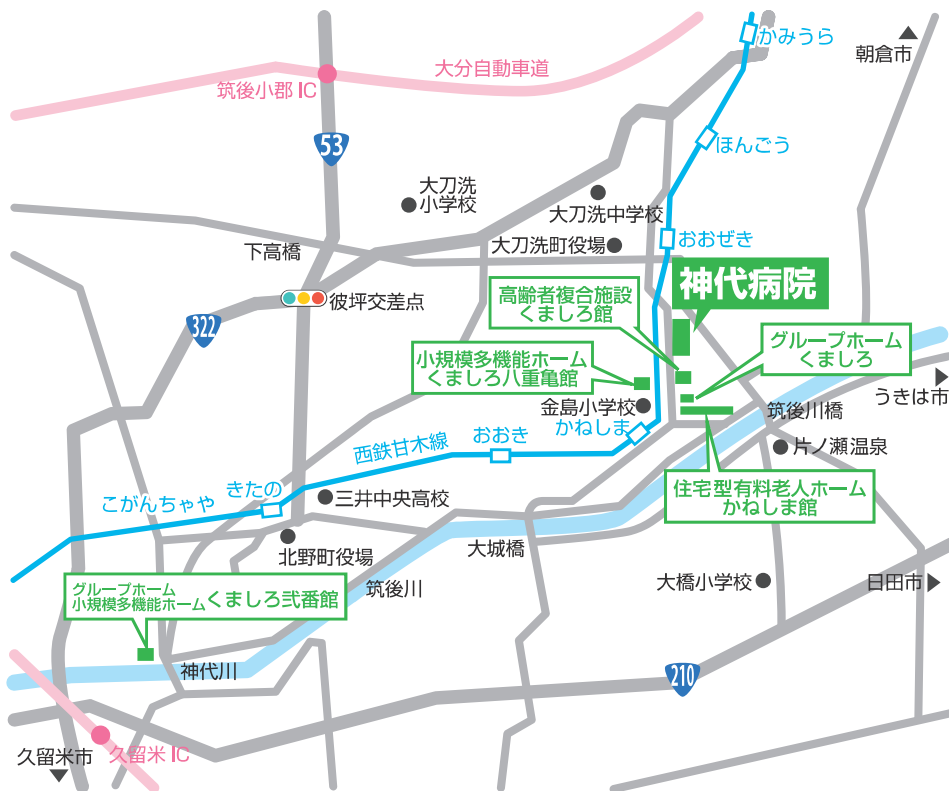 かみうら
朝倉市
大分自動車道
筑後小郡 IC
53
ほんごう
大刀洗
小学校
大刀洗中学校
下高橋
大刀洗町役場
おおぜき
神代病院
高齢者複合施設
くましろ館
彼坪交差点
322
グループホーム
くましろ
小規模多機能ホーム
くましろ八重亀館
うきは市
金島小学校
かねしま
筑後川橋
おおき
西鉄甘木線
片ノ瀬温泉
きたの
こがんちゃや
三井中央高校
住宅型有料老人ホーム
かねしま館
北野町役場
大城橋
筑後川
大橋小学校
日田市
グループホーム
小規模多機能ホーム くましろ弐番館
神代川
210
久留米市
久留米 IC